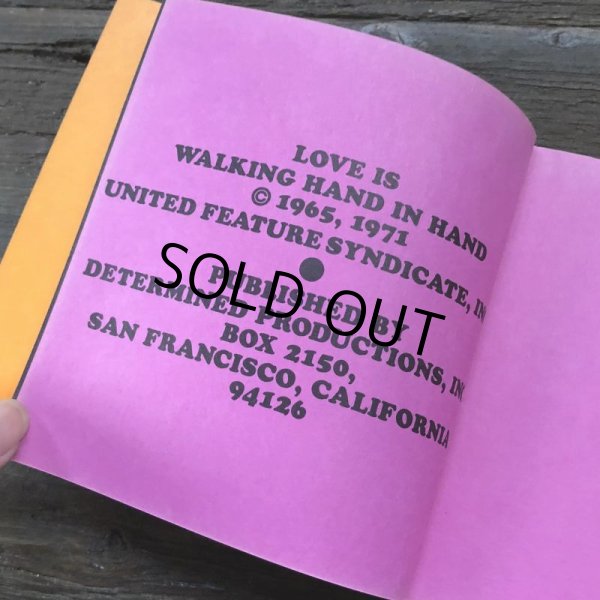 LOVE IS
WALKING HAND IN HAND
© 1965, 1971
UNITED FEATURE SYNDICATE, IN
PUBLISHED BY
DETERMINED PRODUCTIONS, INC
BOX 2150,
SAN FRANCISCO, CALIFORNIA
94126
SOLD OUT